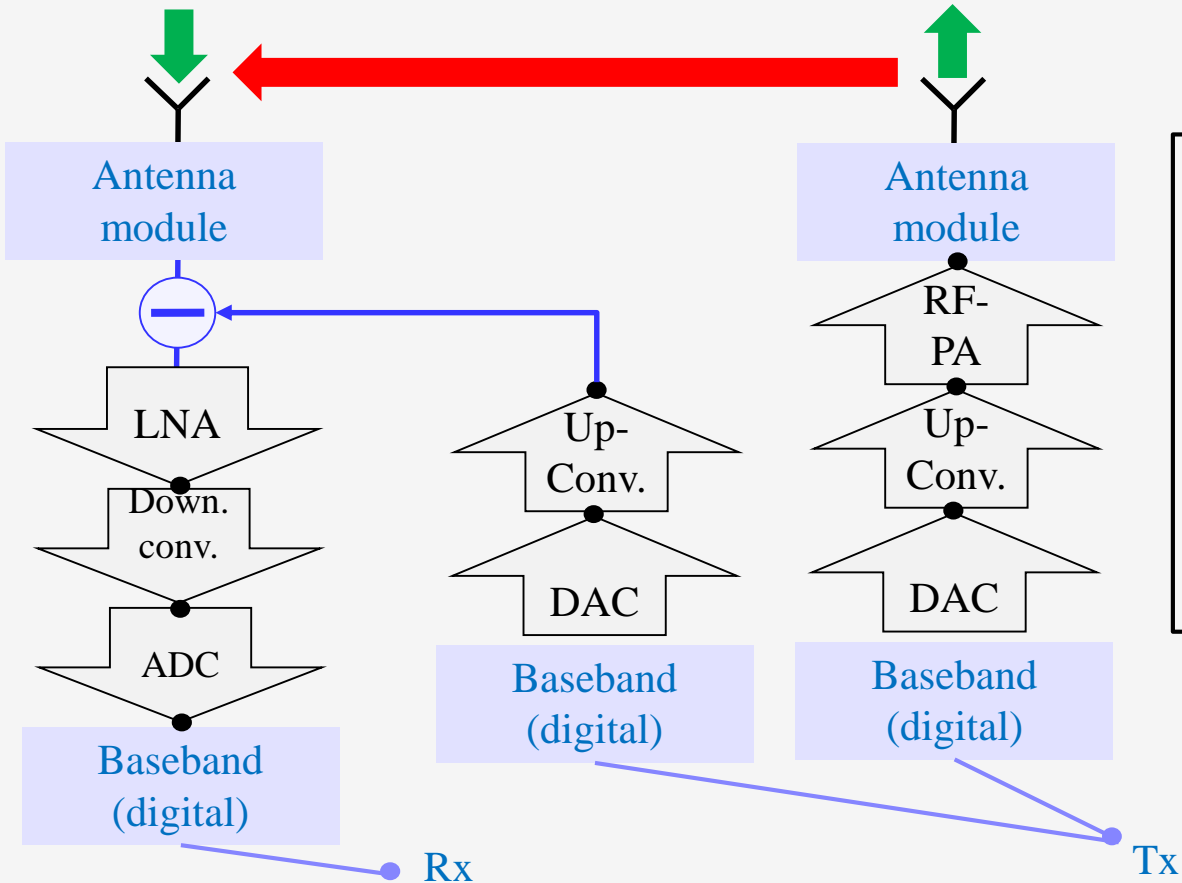 Antenna
module
Antenna
module
RF-
PA
LNA
Up-
Conv.
Up-
Conv.
Down.
conv.
DAC
DAC
ADC
Baseband
(digital)
Baseband
(digital)
Baseband
(digital)
Rx
Tx